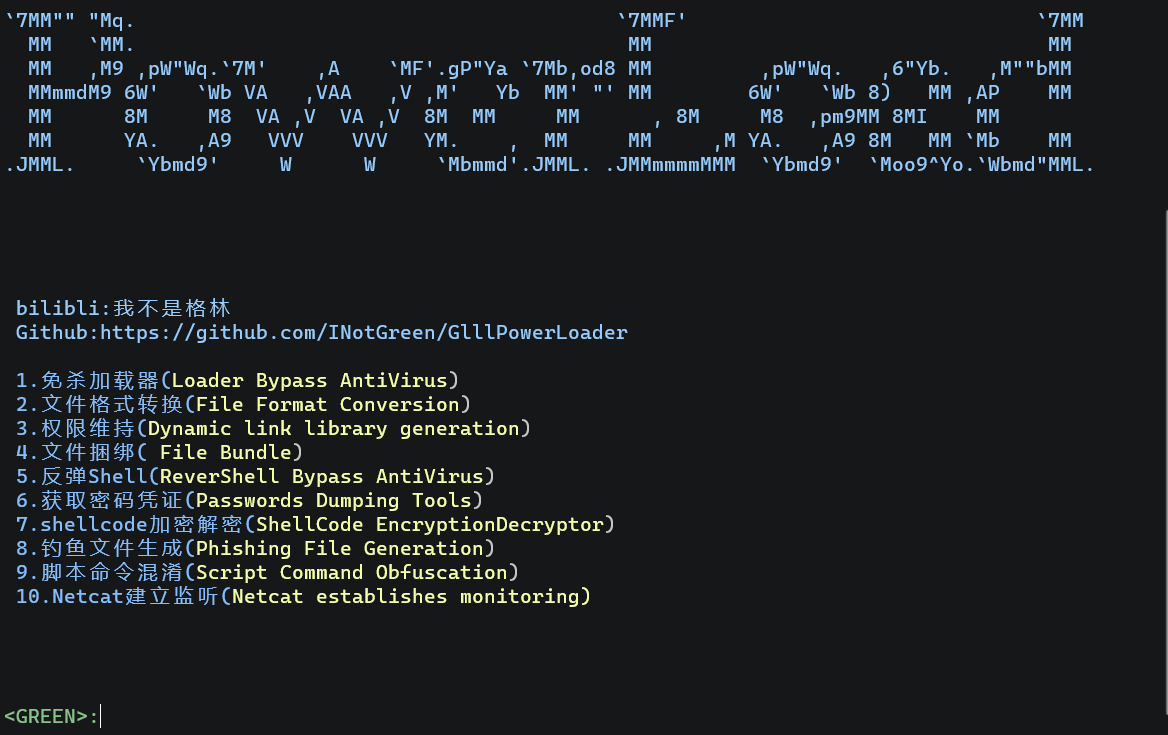 `7MM"" "Mq.                                        `7MMF'                             `7MM
  MM   `MM.                                         MM                                 MM
  MM   ,M9 ,pW"Wq.`7M'    ,A    `MF'.gP"Ya `7Mb,od8 MM            ,pW"Wq.   ,6"Yb.   ,M""bMM
  MMmmdM9 6W'   `Wb VA   ,VAA   ,V ,M'   Yb  MM' "' MM        6W'   `Wb 8)   MM ,AP    MM
  MM      8M     M8  VA ,V  VA ,V  8M  MM     MM      , 8M     M8  ,pm9MM 8MI    MM
  MM      YA.   ,A9   VVV    VVV   YM.    ,  MM     MM     ,M YA.   ,A9 8M   MM `Mb    MM
.JMML.     `Ybmd9'     W      W     `Mbmmd'.JMML. .JMMmmmmMMM  `Ybmd9'  `Moo9^Yo.`Wbmd"MML.
bilibli:我不是格林
Github:https://github.com/INotGreen/GlllPowerLoader
1.免杀加载器(Loader Bypass AntiVirus)
2.文件格式转换(File Format Conversion)
3.权限维持(Dynamic link library generation)
4.文件捆绑( File Bundle)
5.反弹Shell(ReverShell Bypass AntiVirus)
6.获取密码凭证(Passwords Dumping Tools)
7.shellcode加密解密(ShellCode EncryptionDecryptor)
8.钓鱼文件生成(Phishing File Generation)
9.脚本命令混淆(Script Command Obfuscation)
10.Netcat建立监听(Netcat establishes monitoring)
<GREEN>: